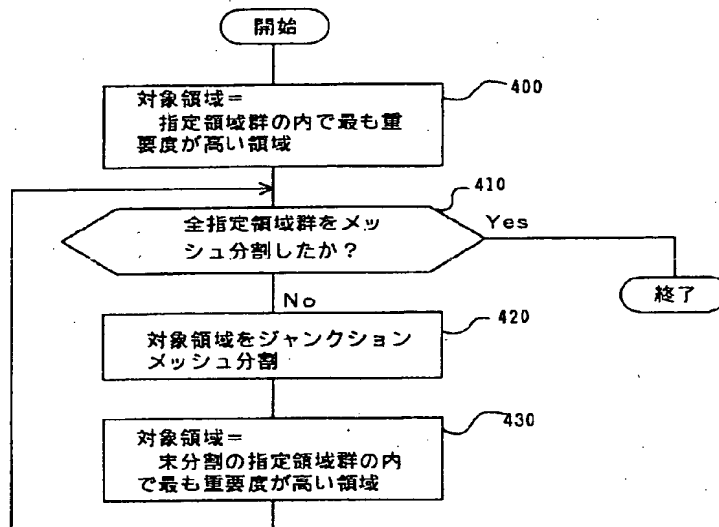 開始
400
対象領域=
指定領域群の内で最も重
要度が高い領域
410
全指定領域群をメッ
シュ分割したか?
Yes
終了
No
420
対象領域をジャンクション
メッシュ分割
430
対象領域=
末分割の指定領域群の内
で最も重要度が高い領域